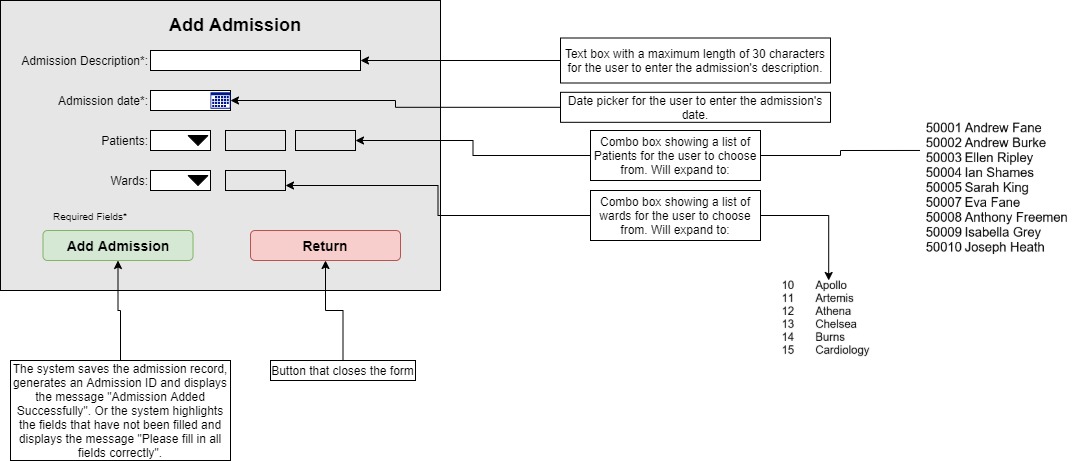 Add Admission
Admission Description*:
Text box with a maximum length of 30 characters
for the user to enter the admission's description.
Admission date*:
Date picker for the user to enter the admission's
date.
Patients:
Combo box showing a list of
Patients for the user to choose
from. Will expand to:
50001 Andrew Fane
50002 Andrew Burke
50003 Ellen Ripley
50004 Ian Shames
50005 Sarah King
50007 Eva Fane
50008 Anthony Freemen
50009 Isabella Grey
50010 Joseph Heath
Wards:
Combo box showing a list of
wards for the user to choose
from. Will expand to:
10 Apollo
11 Artemis
12 Athena
13 Chelsea
14 Burns
15 Cardiology
Required Fields*
Add Admission
Return
The system saves the admission record,
generates an Admission ID and displays
the message "Admission Added
Successfully". Or the system highlights
the fields that have not been filled and
displays the message "Please fill in all
fields correctly".
Button that closes the form